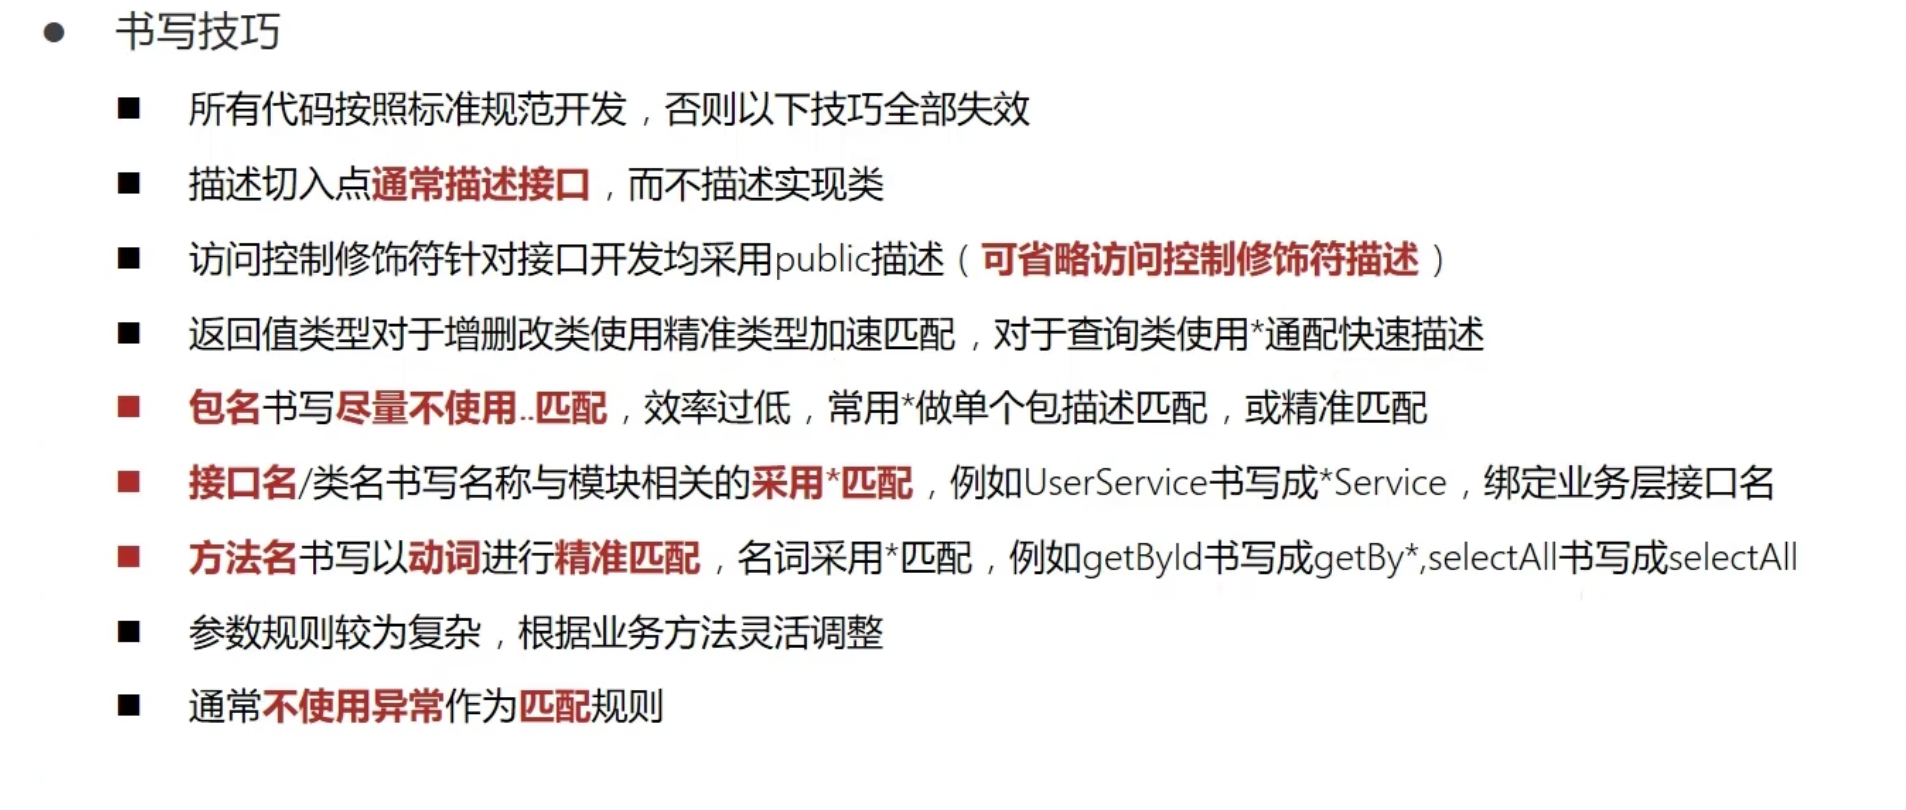 书写技巧
所有代码按照标准规范开发，否则以下技巧全部失效
描述切入点通常描述接口，而不描述实现类
访问控制修饰符针对接口开发均采用public描述（可省略访问控制修饰符描述）
返回值类型对于增删改类使用精准类型加速匹配，对于查询类使用*通配快速描述
包名书写尽量不使用..匹配，效率过低，常用*做单个包描述匹配，或精准匹配
接口名/类名书写名称与模块相关的采用*匹配，例如UserService书写成*Service，绑定业务层接口名
方法名书写以动词进行精准匹配，名词采用*匹配，例如getById书写成getBy*,selectAll书写成selectAll
参数规则较为复杂，根据业务方法灵活调整
通常不使用异常作为匹配规则